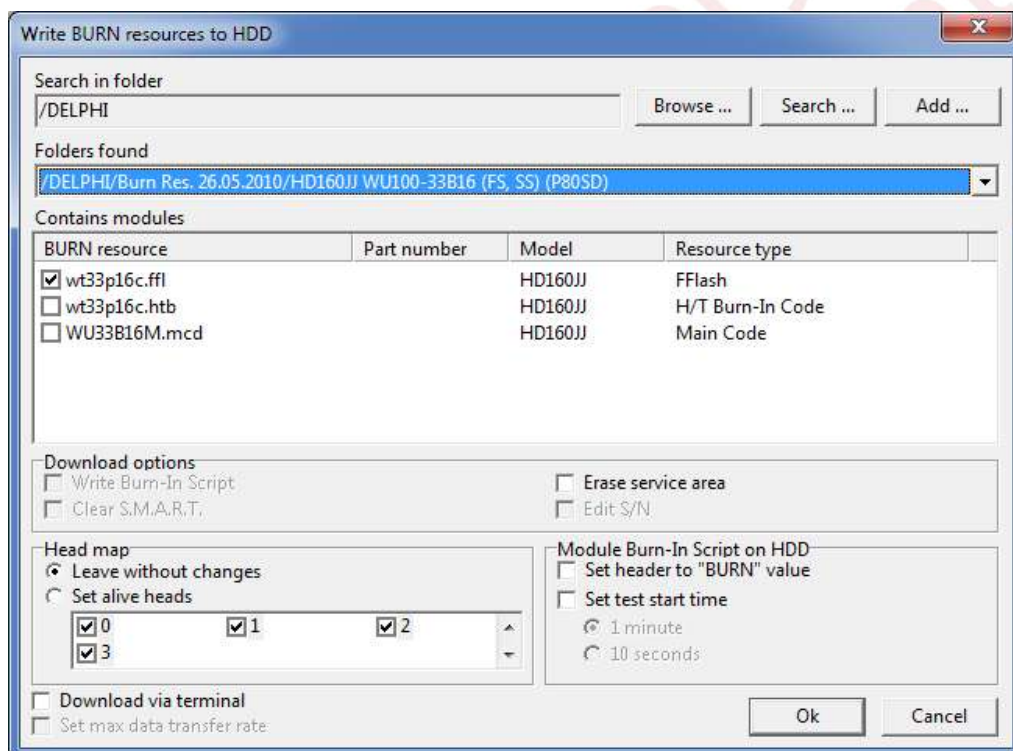 Write BURN resources to HDD
Search in folder
/DELPHI
Browse ...
Search ...
Add ...
Folders found
/DELPHI/Burn Res. 26.05.2010/HD160JJ WU100-33B16 (FS, SS) (P80SD)
Contains modules
BURN resource Part number Model Resource type
wt33p16c.ffl HD160JJ FFlash
wt33p16c.htb HD160JJ H/T Burn-In Code
WU33B16M.mcd HD160JJ Main Code
Download options
Write Burn-In Script
Clear S.M.A.R.T.
Erase service area
Edit S/N
Head map
Leave without changes
Set alive heads
0 1 2
3
Module Burn-In Script on HDD
Set header to "BURN" value
Set test start time
1 minute
10 seconds
Download via terminal
Set max data transfer rate
Ok
Cancel